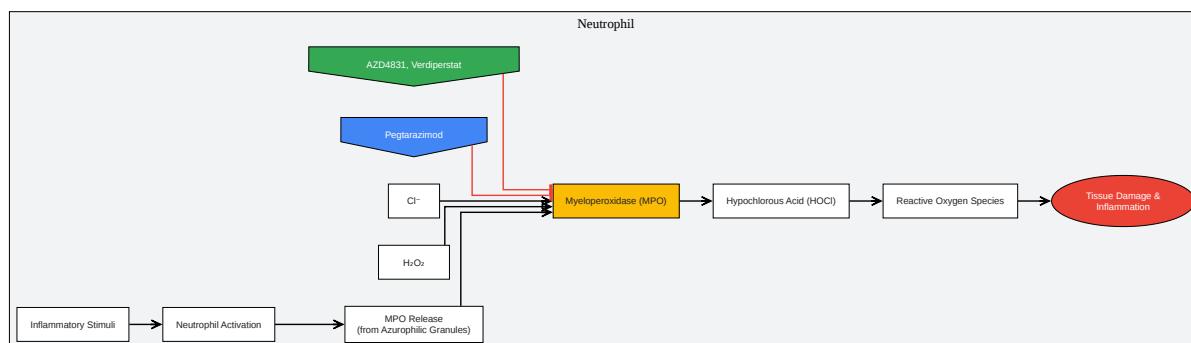 Neutrophil
AZD4831, Verdiperstat
Pegtarazimod
Cl⁻
Myeloperoxidase (MPO)
Hypochlorous Acid (HOCl)
Reactive Oxygen Species
Tissue Damage &
Inflammation
H₂O₂
Inflammatory Stimuli
Neutrophil Activation
MPO Release
(from Azurophilic Granules)